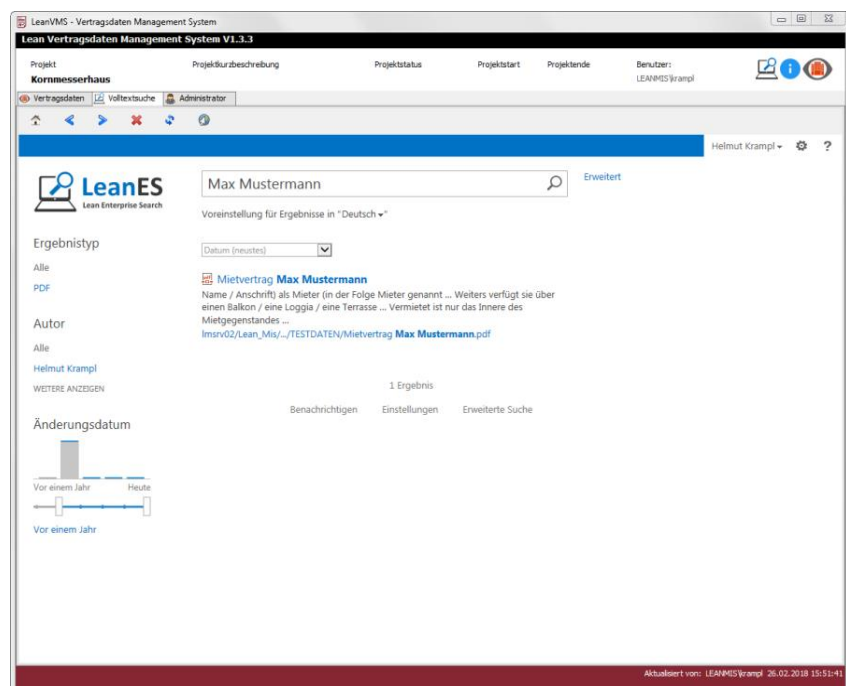 LeanVMS - Vertragsdaten Management System
Lean Vertragsdaten Management System V1.3.3
Projekt Projektkurzbeschreibung Projektstatus Projektstart Projektende Benutzer:
Kornmesserhaus LEANMIS\krampl
Vertragsdaten Volltextsuche Administrator
Helmut Krampl ?
LeanES
Lean Enterprise Search
Max Mustermann Erweitert
Voreinstellung für Ergebnisse in "Deutsch"
Ergebnistyp
Alle
PDF
Autor
Alle
Helmut Krampl
WEITERE ANZEIGEN
Änderungsdatum
Vor einem Jahr Heute
Vor einem Jahr
Datum (neustes)
Mietvertrag Max Mustermann
Name / Anschrift) als Mieter (in der Folge Mieter genannt ... Weiters verfügt sie über
einen Balkon / eine Loggia / eine Terrasse ... Vermietet ist nur das Innere des
Mietgegenstandes ...
lmsrv02/Lean_Mis/.../TESTDATEN/Mietvertrag Max Mustermann.pdf
1 Ergebnis
Benachrichtigen Einstellungen Erweiterte Suche
Aktualisiert von: LEANMIS\krampl 26.02.2018 15:51:41